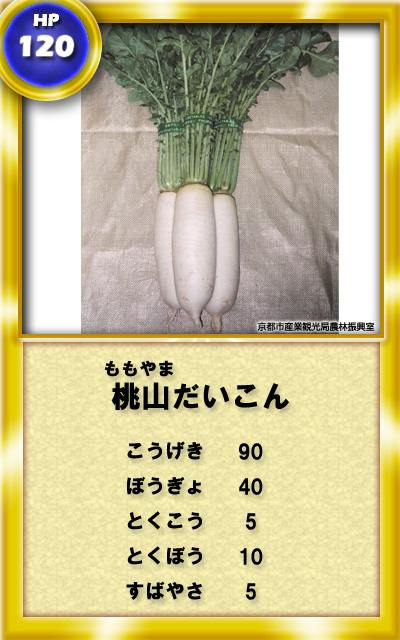 HP
120
京都市産業観光局農林振興室
ももやま
桃山だいこん
こうげき 90
ぼうぎょ 40
とくこう 5
とくぼう 10
すばやさ 5